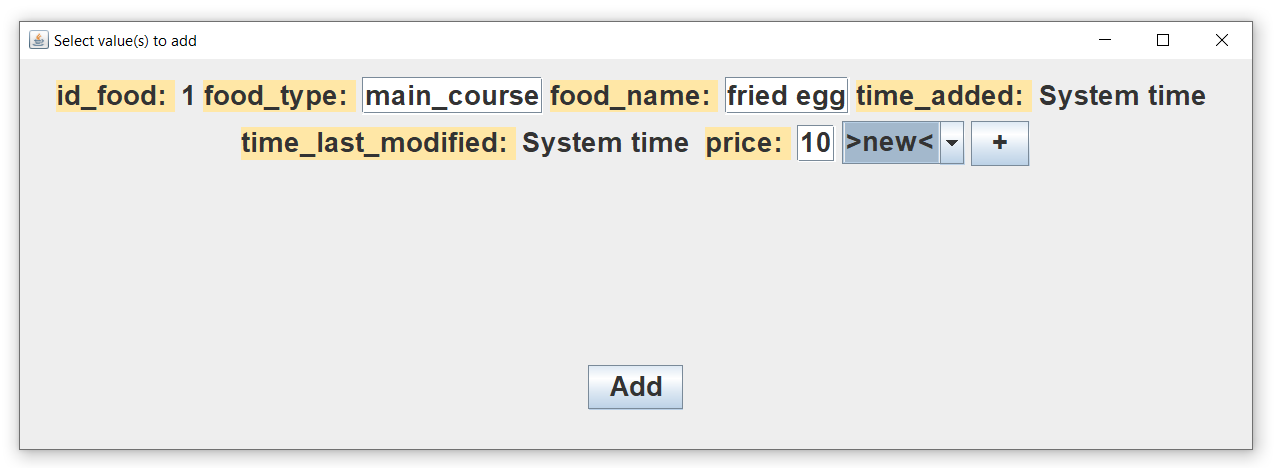 Select value(s) to add
id_food: 1 food_type: main_course food_name: fried egg time_added: System time
time_last_modified: System time price: 10 >new< +
Add